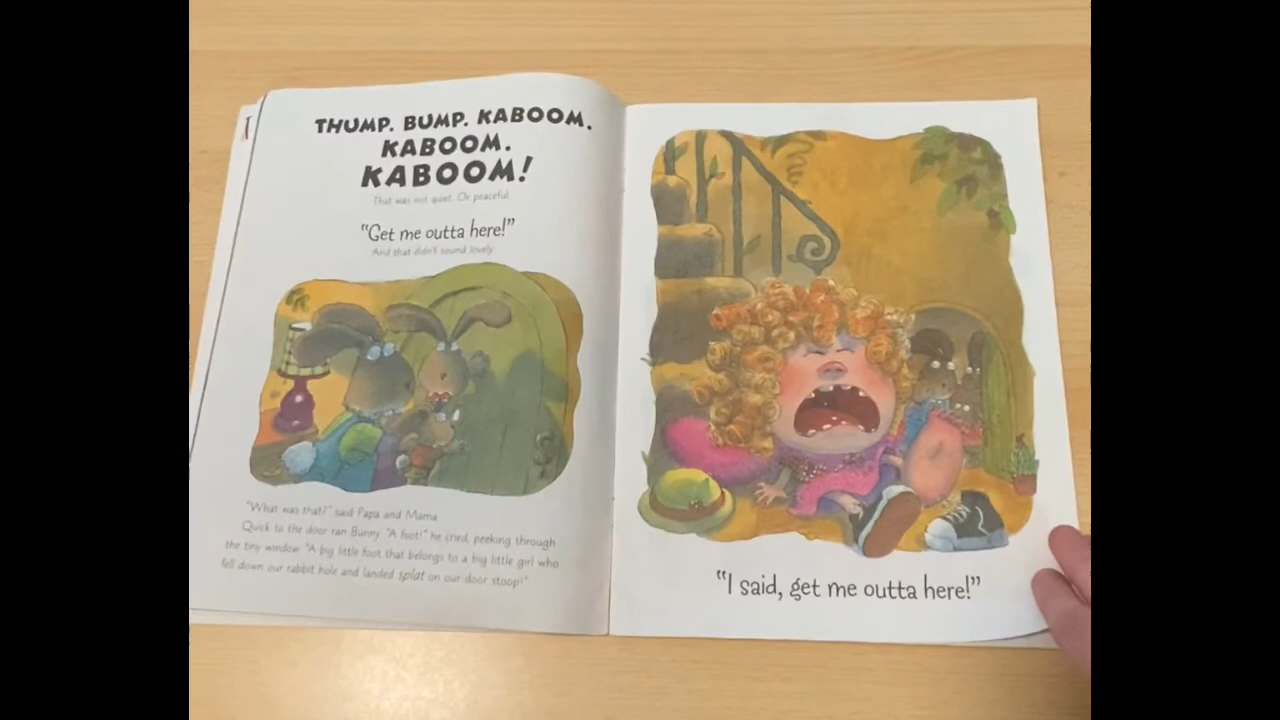 THUMP. BUMP. KABOOM.
KABOOM.
KABOOM!
That was not quiet. Or peaceful.
"Get me outta here!"
And that didn't sound lovely.
"What was that?" said Papa and Mama.
Quick to the door ran Bunny. "A foot!" he cried, peeking through
the tiny window. "A big little foot that belongs to a big little girl who
fell down our rabbit hole and landed splat on our door stoop!"
"I said, get me outta here!"